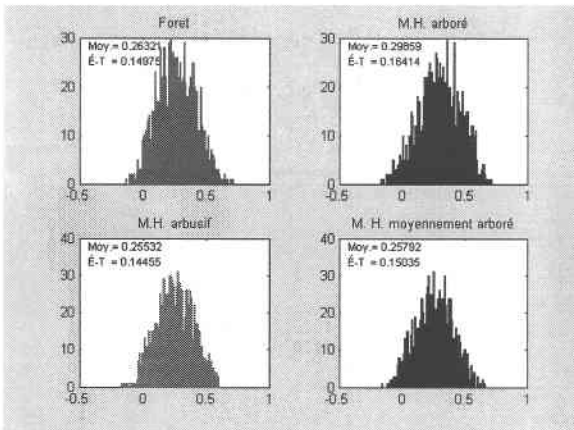 Foret
M.H. arboré
30
Moy.= 0.26321
É-T = 0.14975
20
10
0
-0.5
0
0.5
1
30
Moy.= 0.29859
É-T = 0.16414
20
10
0
-0.5
0
0.5
1
M.H. arbusif
M. H. moyennement arboré
40
Moy.= 0.25532
É-T = 0.14455
30
20
10
0
-0.5
0
0.5
1
40
Moy.= 0.25792
É-T = 0.15035
30
20
10
0
-0.5
0
0.5
1